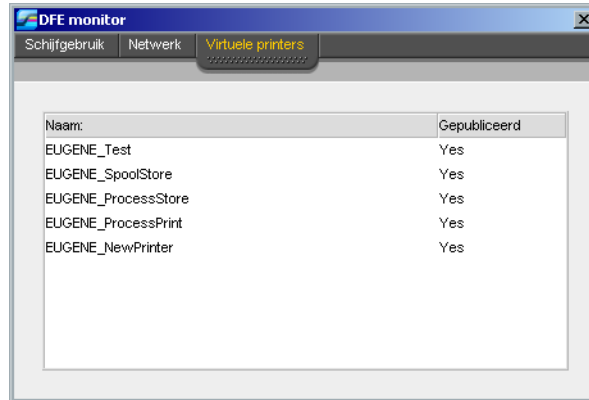 DFE monitor
Schijfgebruik Netwerk Virtuele printers
Naam: Gepubliceerd
EUGENE_Test Yes
EUGENE_SpoolStore Yes
EUGENE_ProcessStore Yes
EUGENE_ProcessPrint Yes
EUGENE_NewPrinter Yes